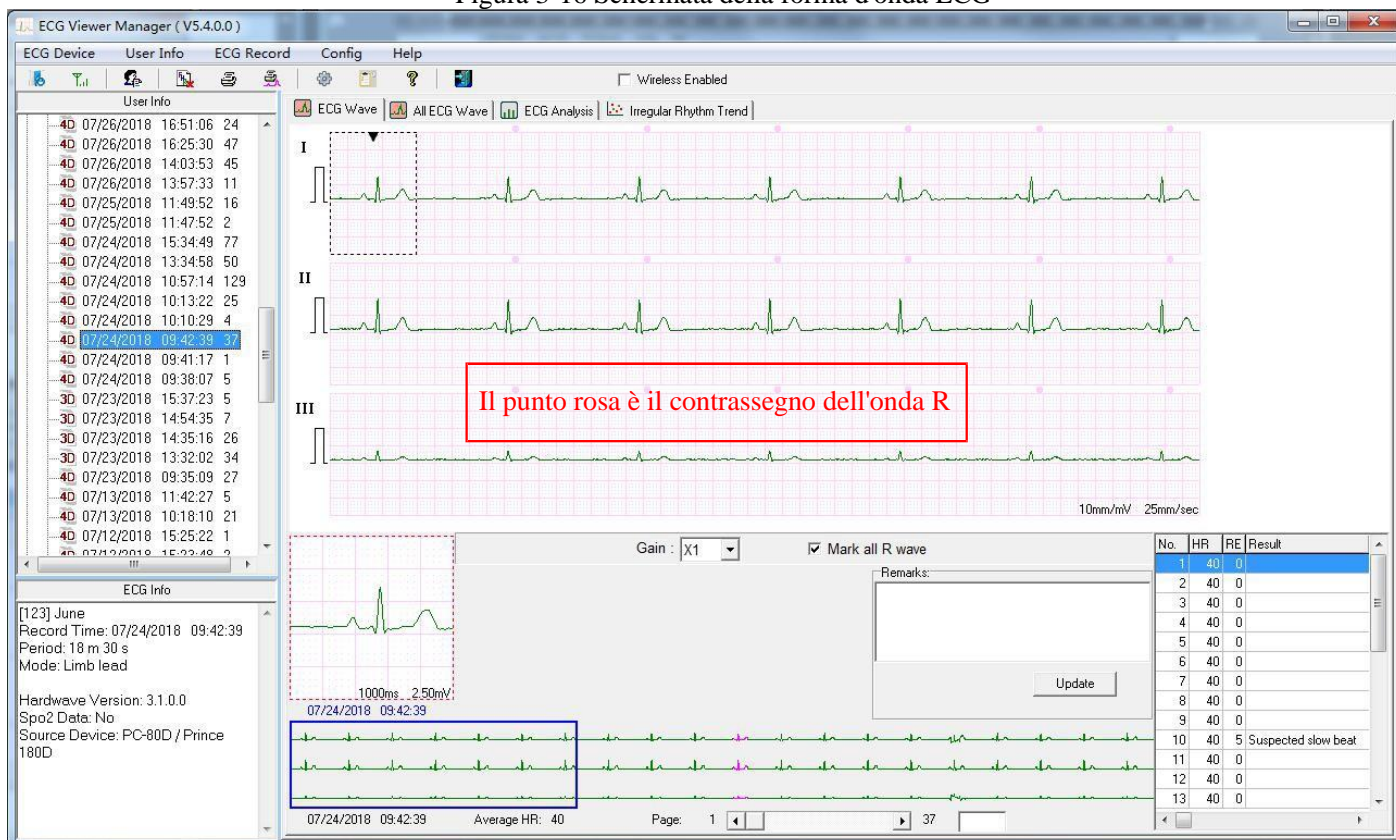 Figura 3-16 Schermata della forma d'onda ECG
ECG Viewer Manager ( V5.4.0.0 )
ECG Device User Info ECG Record Config Help
Wireless Enabled
User Info
ECG Wave All ECG Wave ECG Analysis Irregular Rhythm Trend
4D 07/26/2018 16:51:06 24
4D 07/26/2018 16:25:30 47
4D 07/26/2018 14:03:53 45
4D 07/26/2018 13:57:33 11
4D 07/25/2018 11:49:52 16
4D 07/25/2018 11:47:52 2
4D 07/24/2018 15:34:49 77
4D 07/24/2018 13:34:58 50
4D 07/24/2018 10:57:14 129
4D 07/24/2018 10:13:22 25
4D 07/24/2018 10:10:29 4
4D 07/24/2018 09:42:39 37
4D 07/24/2018 09:41:17 1
4D 07/24/2018 09:38:07 5
3D 07/23/2018 15:37:23 5
3D 07/23/2018 14:54:35 7
3D 07/23/2018 14:35:16 26
3D 07/23/2018 13:32:02 34
4D 07/23/2018 09:35:09 27
4D 07/13/2018 11:42:27 5
4D 07/13/2018 10:18:10 21
4D 07/12/2018 15:25:22 1
4D 07/12/2018 15:23:48 2
I
II
III
Il punto rosa è il contrassegno dell'onda R
10mm/mV 25mm/sec
ECG Info
[123] June
Record Time: 07/24/2018 09:42:39
Period: 18 m 30 s
Mode: Limb lead
Hardwave Version: 3.1.0.0
Spo2 Data: No
Source Device: PC-80D / Prince
180D
1000ms 2.50mV
07/24/2018 09:42:39
Gain : X1
Mark all R wave
Remarks:
Update
No. HR RE Result
1 40 0
2 40 0
3 40 0
4 40 0
5 40 0
6 40 0
7 40 0
8 40 0
9 40 0
10 40 5 Suspected slow beat
11 40 0
12 40 0
13 40 0
07/24/2018 09:42:39 Average HR: 40 Page: 1 37